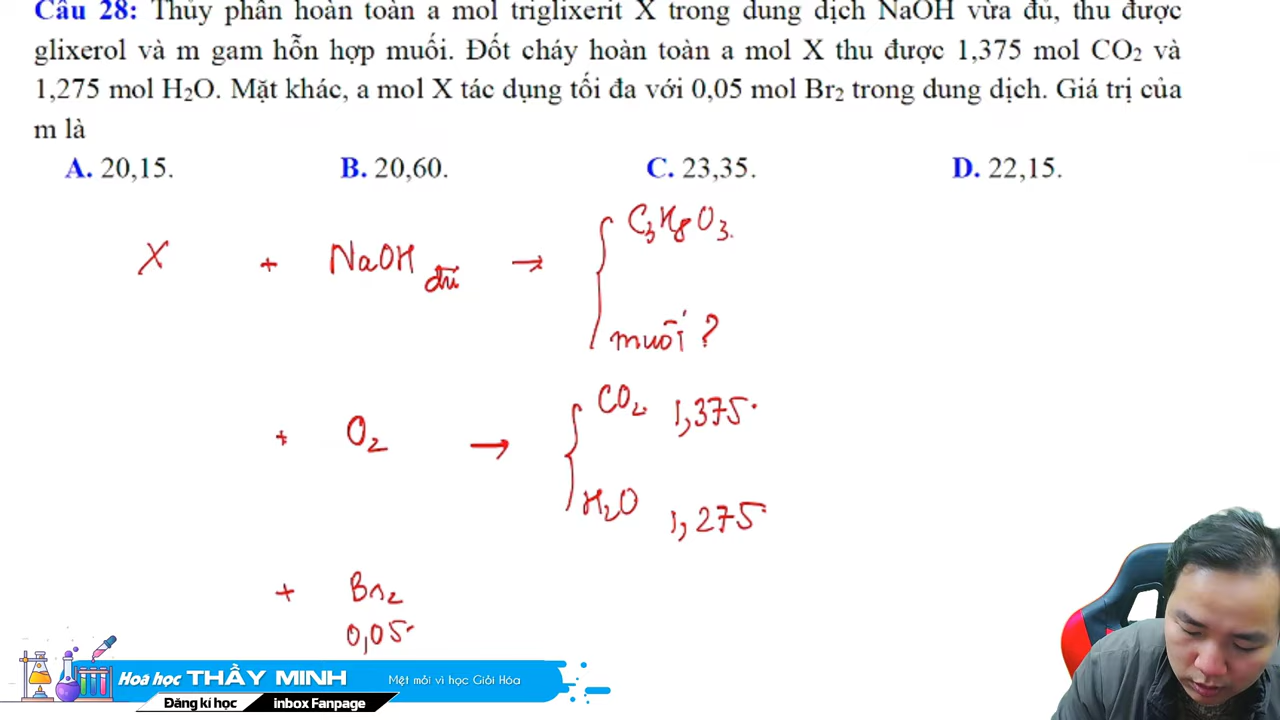 Câu 28: Thủy phân hoàn toàn a mol triglixerit X trong dung dịch NaOH vừa đủ, thu được
glixerol và m gam hỗn hợp muối. Đốt cháy hoàn toàn a mol X thu được 1,375 mol CO2 và
1,275 mol H2O. Mặt khác, a mol X tác dụng tối đa với 0,05 mol Br2 trong dung dịch. Giá trị của
m là
A. 20,15. B. 20,60. C. 23,35. D. 22,15.
C3H8O3.
X + NaOH đủ →
muối ?
CO2 1,375.
+ O2 →
H2O 1,275.
+ Br2
0,05.
Hoá học THẦY MINH Mệt mỏi vì học Giỏi Hóa
Đăng kí học inbox Fanpage